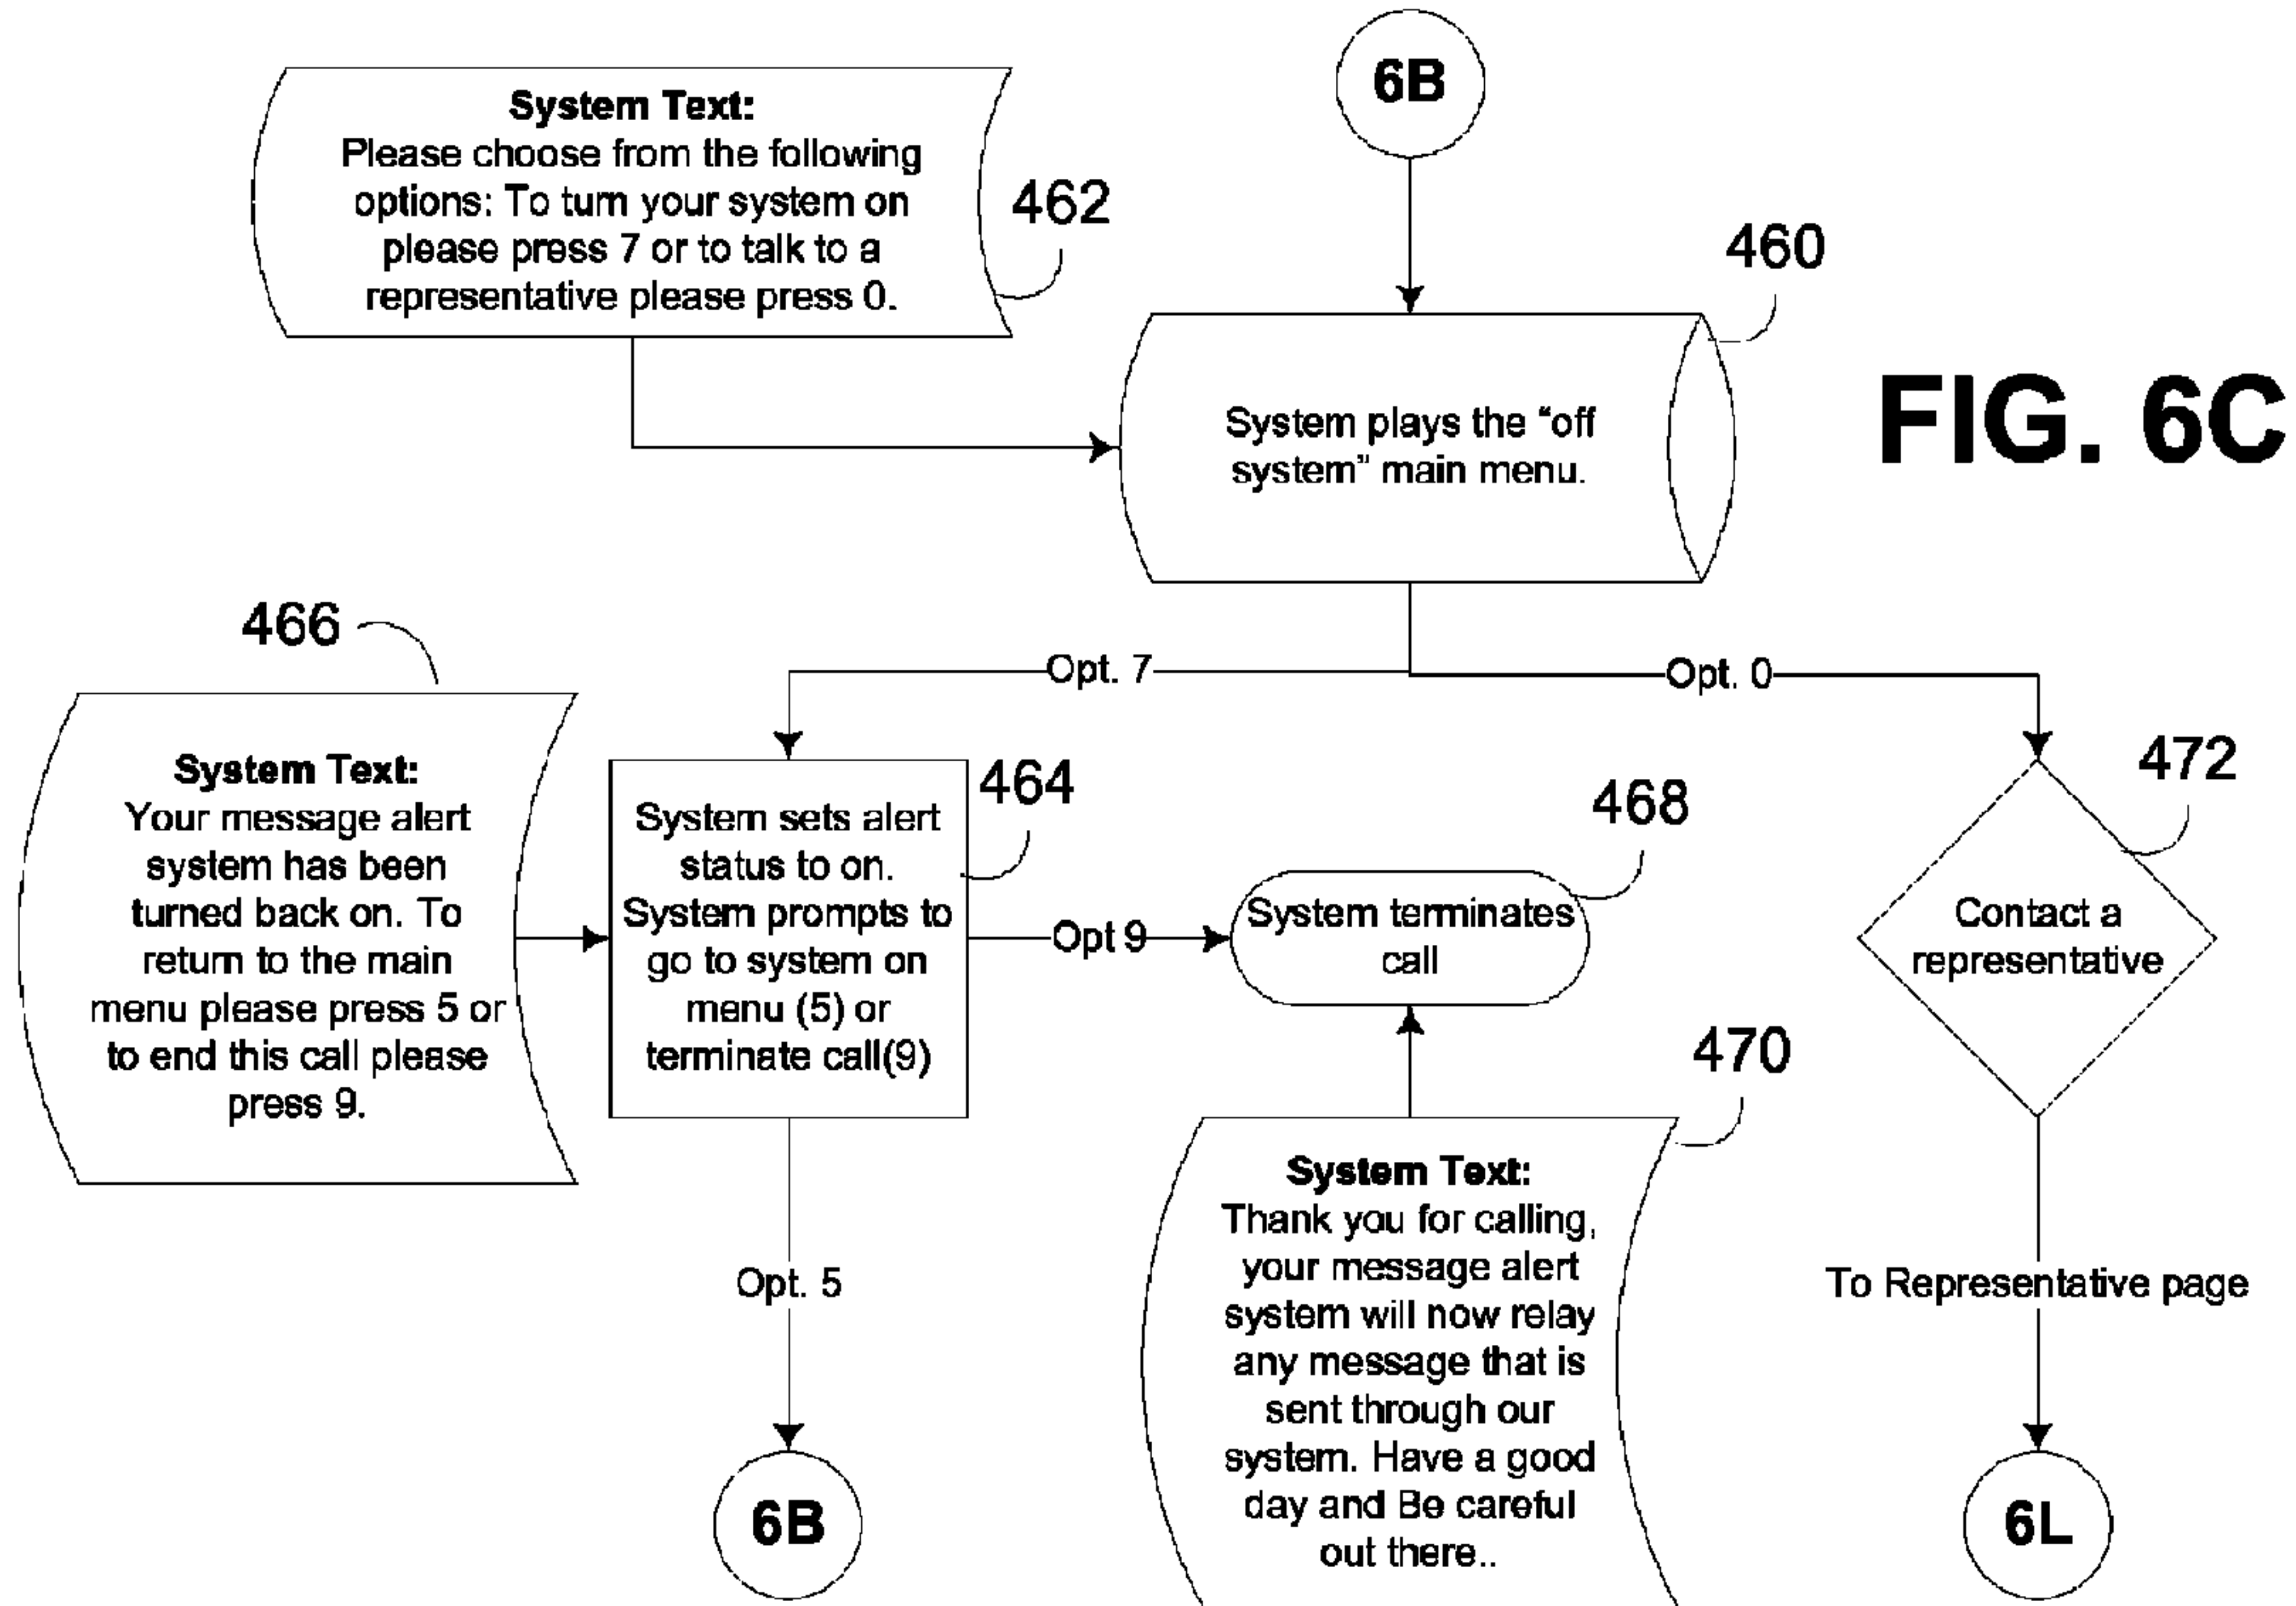 6B
System Text:
Please choose from the following
options: To turn your system on
please press 7 or to talk to a
representative please press 0.
462
460
System plays the “off
system” main menu.
FIG. 6C
466
Opt. 7
Opt. 0
System Text:
Your message alert
system has been
turned back on. To
return to the main
menu please press 5 or
to end this call please
press 9.
System sets alert
status to on.
System prompts to
go to system on
menu (5) or
terminate call(9)
464
Opt 9
468
System terminates
call
472
Contact a
representative
470
System Text:
Thank you for calling,
your message alert
system will now relay
any message that is
sent through our
system. Have a good
day and Be careful
out there..
Opt. 5
To Representative page
6B
6L